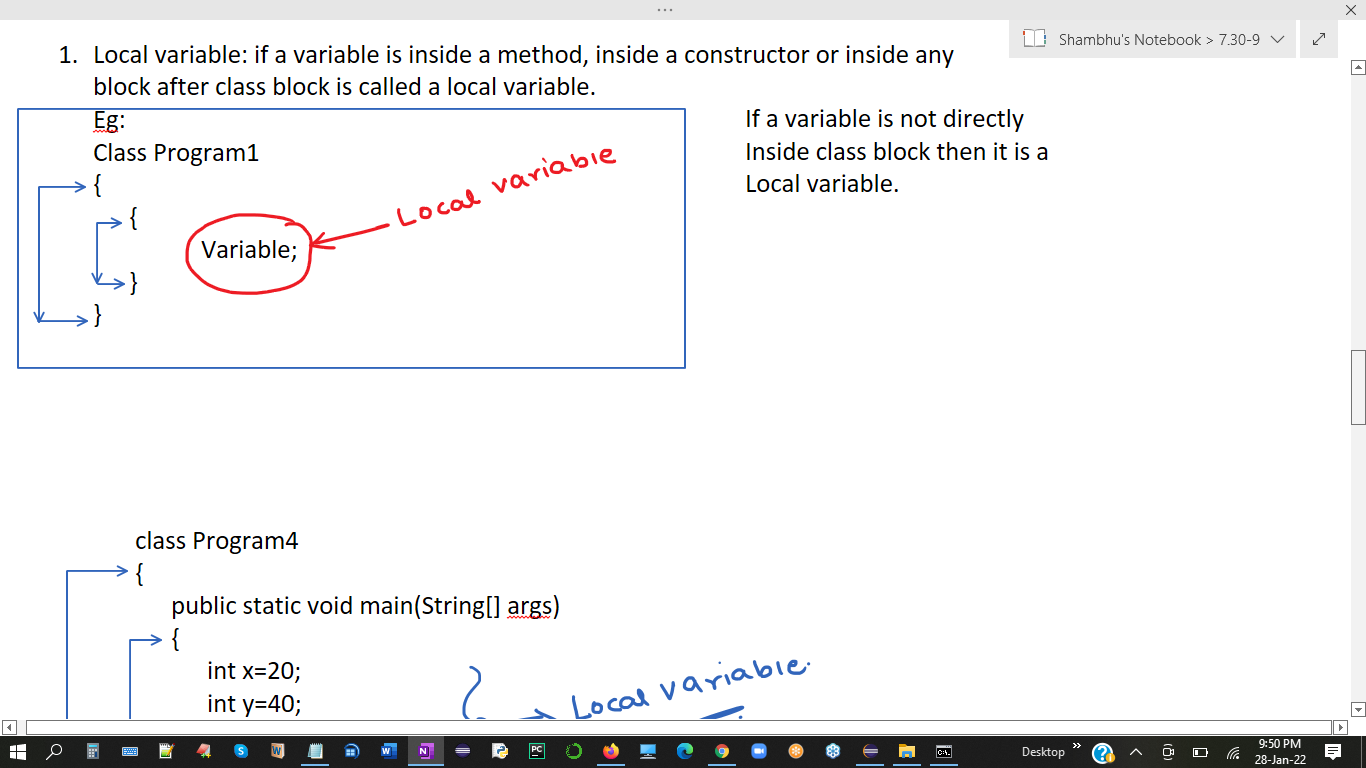 Shambhu's Notebook > 7.30-9
1. Local variable: if a variable is inside a method, inside a constructor or inside any
block after class block is called a local variable.
Eg:
Class Program1
{
{
Variable;
}
}
Local variable
If a variable is not directly
Inside class block then it is a
Local variable.
class Program4
{
public static void main(String[] args)
{
int x=20;
int y=40;
Local variable.
Desktop
9:50 PM
28-Jan-22